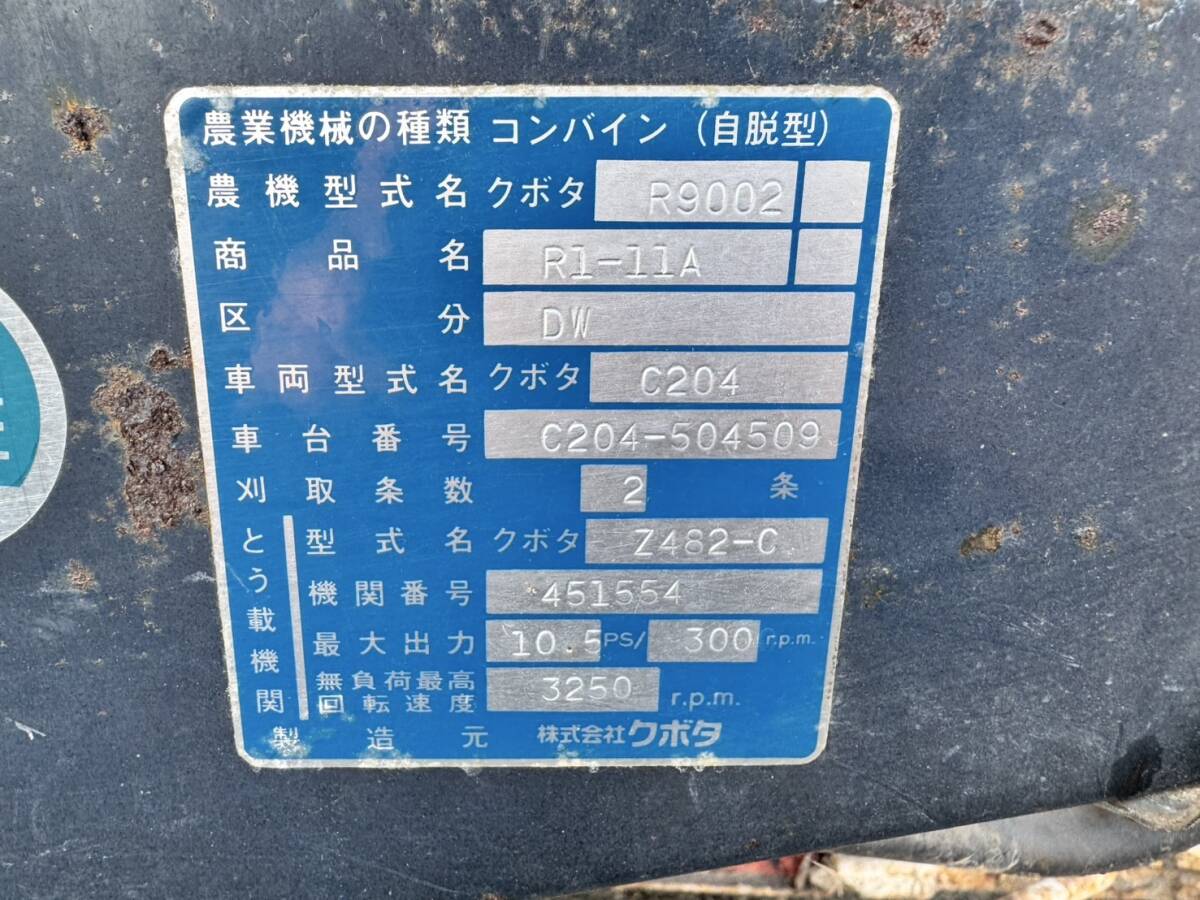 農業機械の種類 コンバイン (自脱型)
農機型式名 クボタ R9002
商品名 R1-11A
区分 DW
車両型式名 クボタ C204
車台番号 C204-504509
刈取条数 2 条
とう載機関
型式名 クボタ Z482-C
機関番号 451554
最大出力 10.5 PS/ 300 r.p.m.
無負荷最高回転速度 3250 r.p.m.
製造元 株式会社クボタ